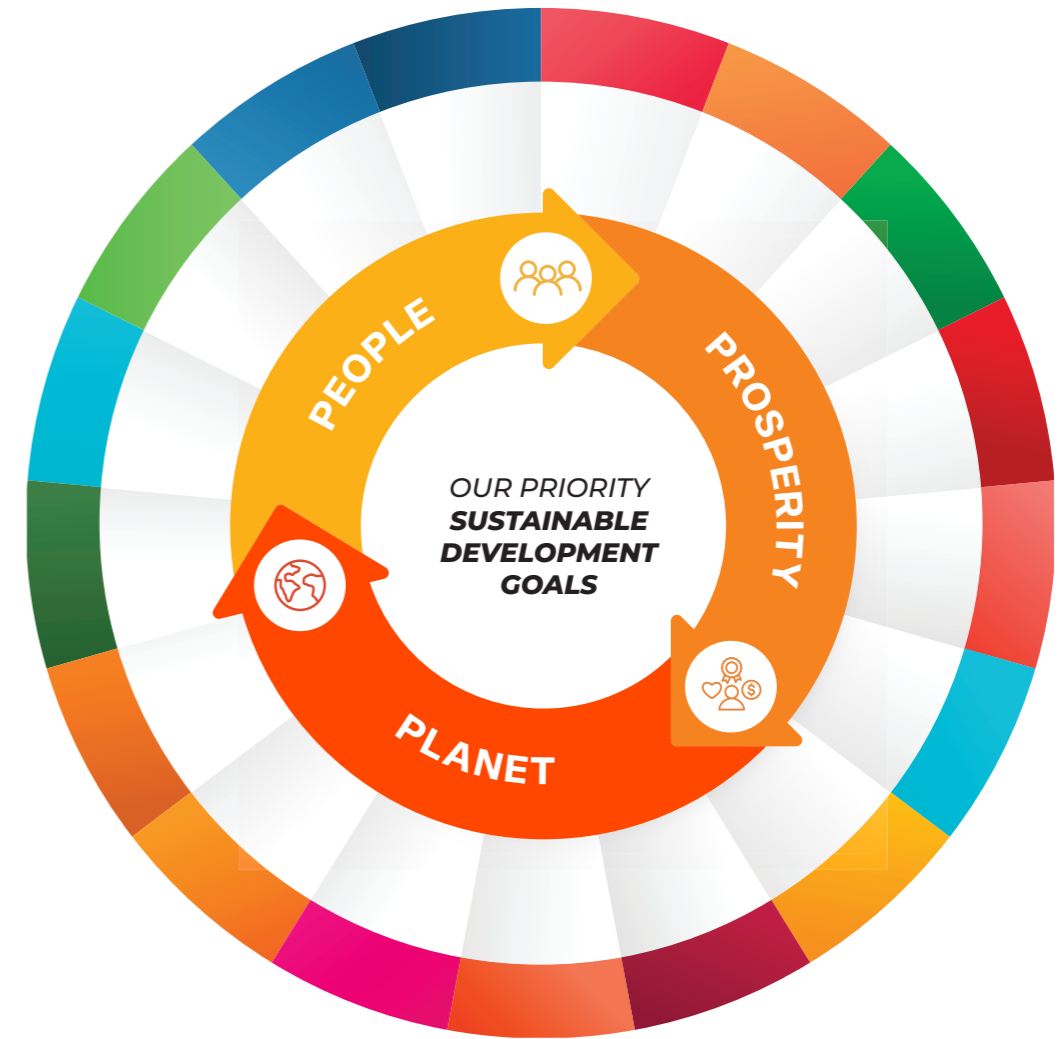 PEOPLE
PROSPERITY
OUR PRIORITY
SUSTAINABLE
DEVELOPMENT
GOALS
$
PLANET